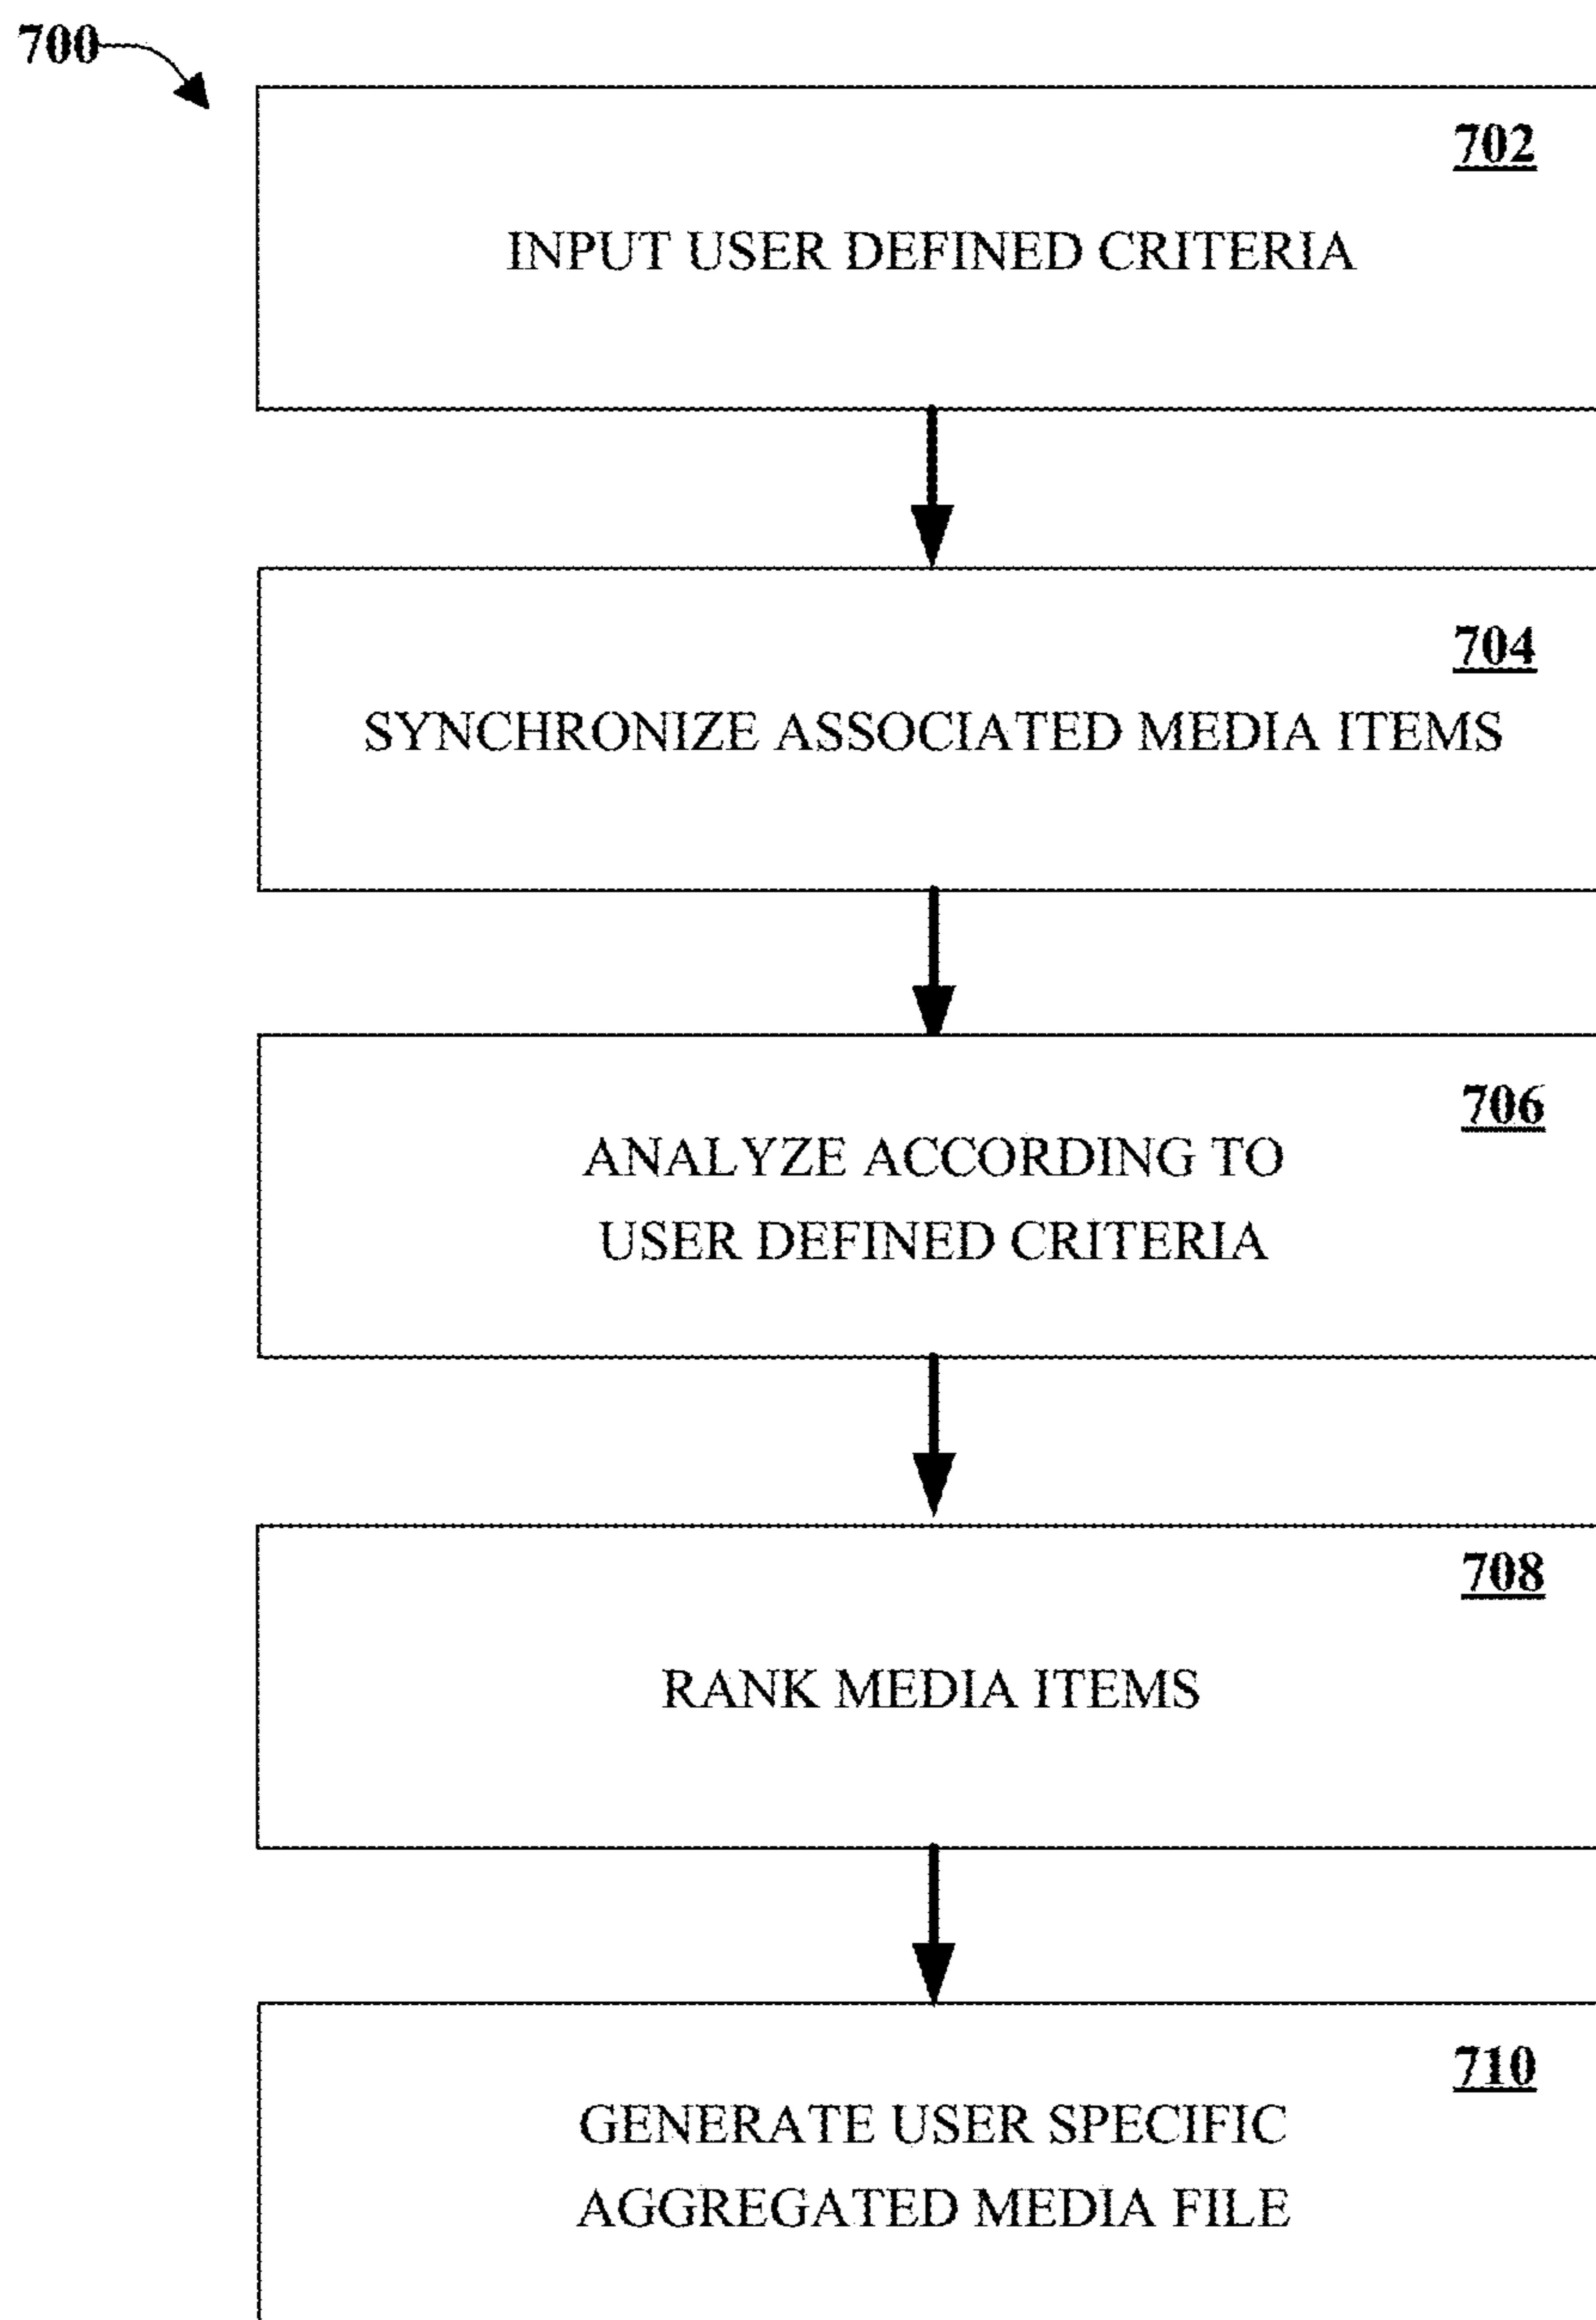 700
702
INPUT USER DEFINED CRITERIA
704
SYNCHRONIZE ASSOCIATED MEDIA ITEMS
706
ANALYZE ACCORDING TO
USER DEFINED CRITERIA
708
RANK MEDIA ITEMS
710
GENERATE USER SPECIFIC
AGGREGATED MEDIA FILE